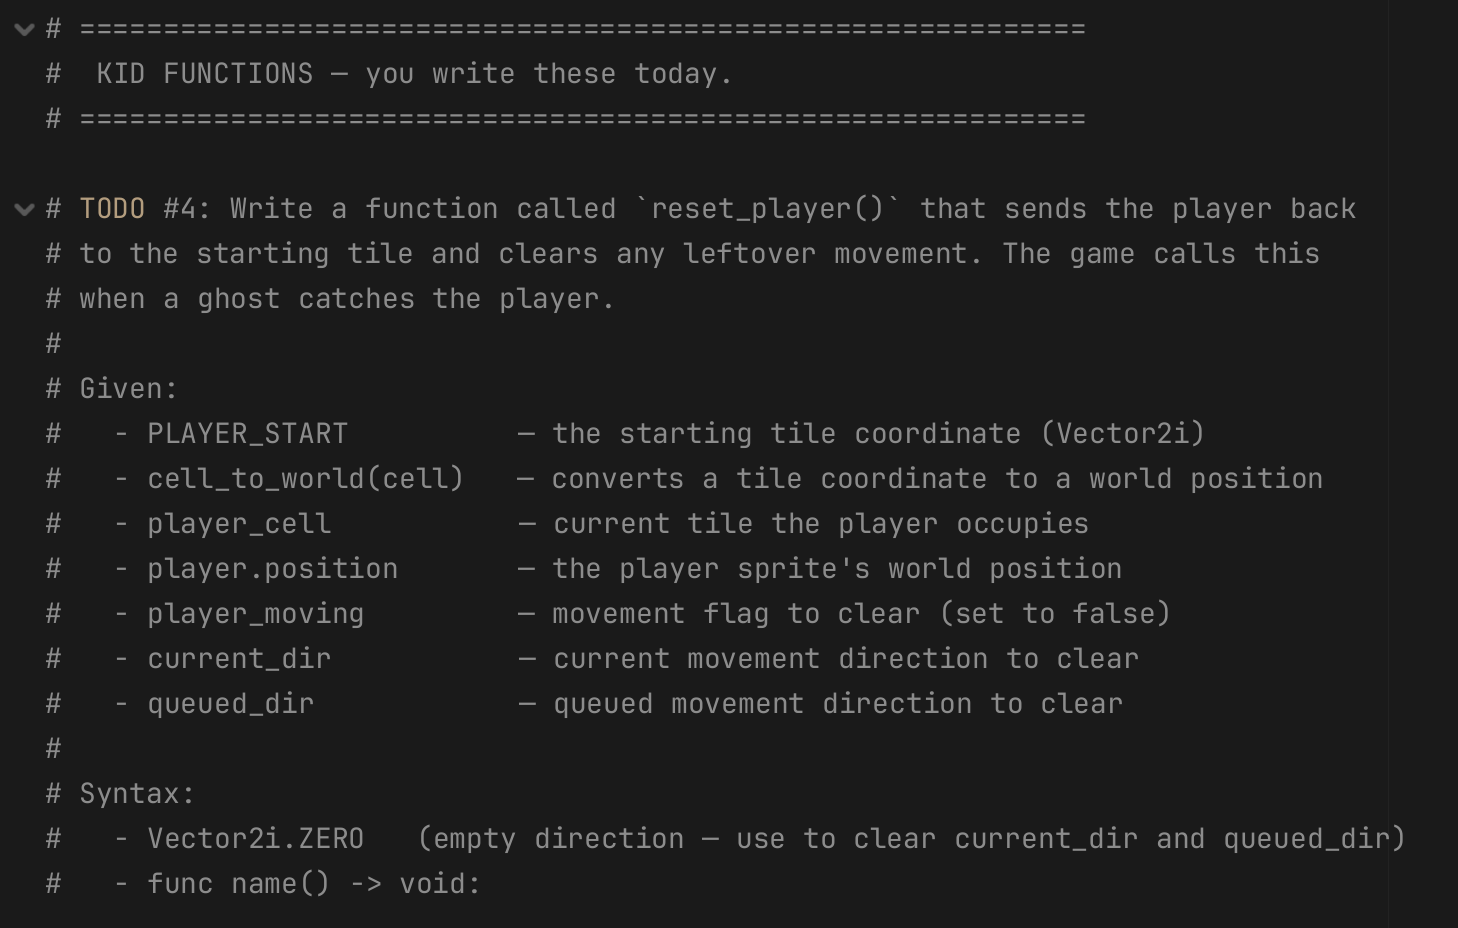 # ============================================================
#  KID FUNCTIONS — you write these today.
# ============================================================
# TODO #4: Write a function called `reset_player()` that sends the player back
# to the starting tile and clears any leftover movement. The game calls this
# when a ghost catches the player.
#
# Given:
#   - PLAYER_START          — the starting tile coordinate (Vector2i)
#   - cell_to_world(cell)   — converts a tile coordinate to a world position
#   - player_cell           — current tile the player occupies
#   - player.position       — the player sprite's world position
#   - player_moving         — movement flag to clear (set to false)
#   - current_dir           — current movement direction to clear
#   - queued_dir            — queued movement direction to clear
#
# Syntax:
#   - Vector2i.ZERO   (empty direction — use to clear current_dir and queued_dir)
#   - func name() -> void: